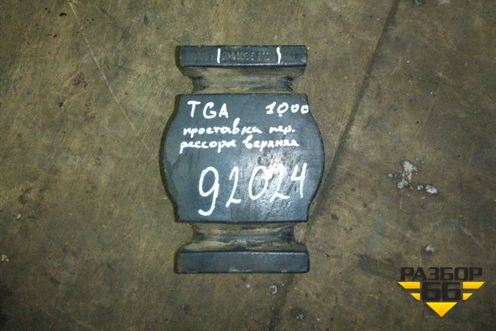 TGA 1000
проставка пер.
рессоры верхняя
92024
РАЗБОР
66